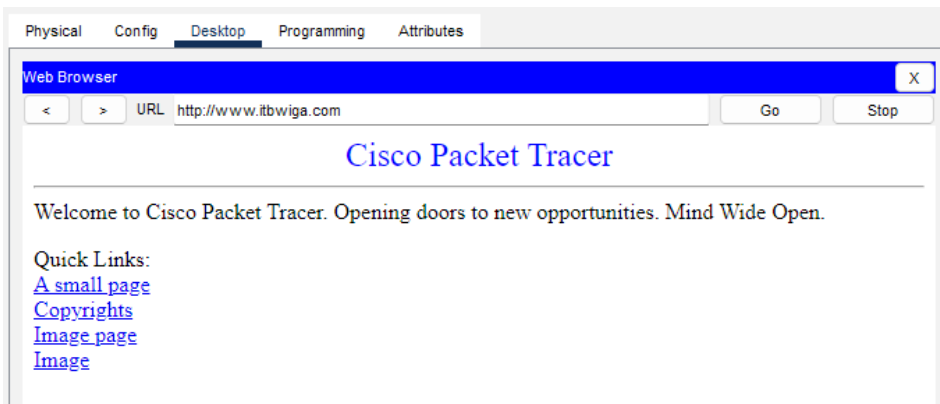 Physical Config Desktop Programming Attributes
Web Browser X
< > URL http://www.itbwiga.com Go Stop
Cisco Packet Tracer
Welcome to Cisco Packet Tracer. Opening doors to new opportunities. Mind Wide Open.
Quick Links:
A small page
Copyrights
Image page
Image